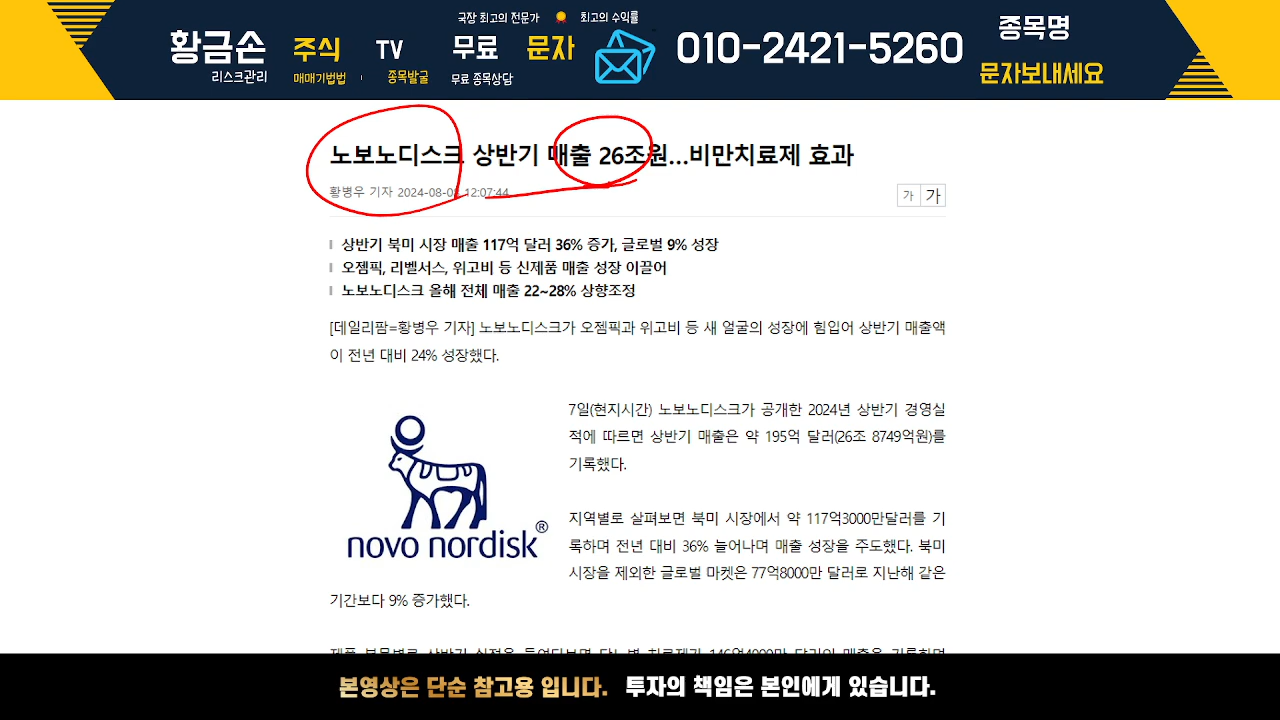 국장 최고의 전문가 최고의 수익률
황금손 주식 TV 무료 문자 010-2421-5260 종목명
리스크관리 매매기법법 종목발굴 무료 종목상담 문자보내세요
노보노디스크 상반기 매출 26조원...비만치료제 효과
황병우 기자 2024-08-0 12:07:44 가 가
상반기 북미 시장 매출 117억 달러 36% 증가, 글로벌 9% 성장
오젬픽, 리벨서스, 위고비 등 신제품 매출 성장 이끌어
노보노디스크 올해 전체 매출 22~28% 상향조정
[데일리팜=황병우 기자] 노보노디스크가 오젬픽과 위고비 등 새 얼굴의 성장에 힘입어 상반기 매출액
이 전년 대비 24% 성장했다.
7일(현지시간) 노보노디스크가 공개한 2024년 상반기 경영실
적에 따르면 상반기 매출은 약 195억 달러(26조 8749억원)를
기록했다.
novo nordisk®
지역별로 살펴보면 북미 시장에서 약 117억3000만달러를 기
록하며 전년 대비 36% 늘어나며 매출 성장을 주도했다. 북미
시장을 제외한 글로벌 마켓은 77억8000만 달러로 지난해 같은
기간보다 9% 증가했다.
본영상은 단순 참고용 입니다. 투자의 책임은 본인에게 있습니다.